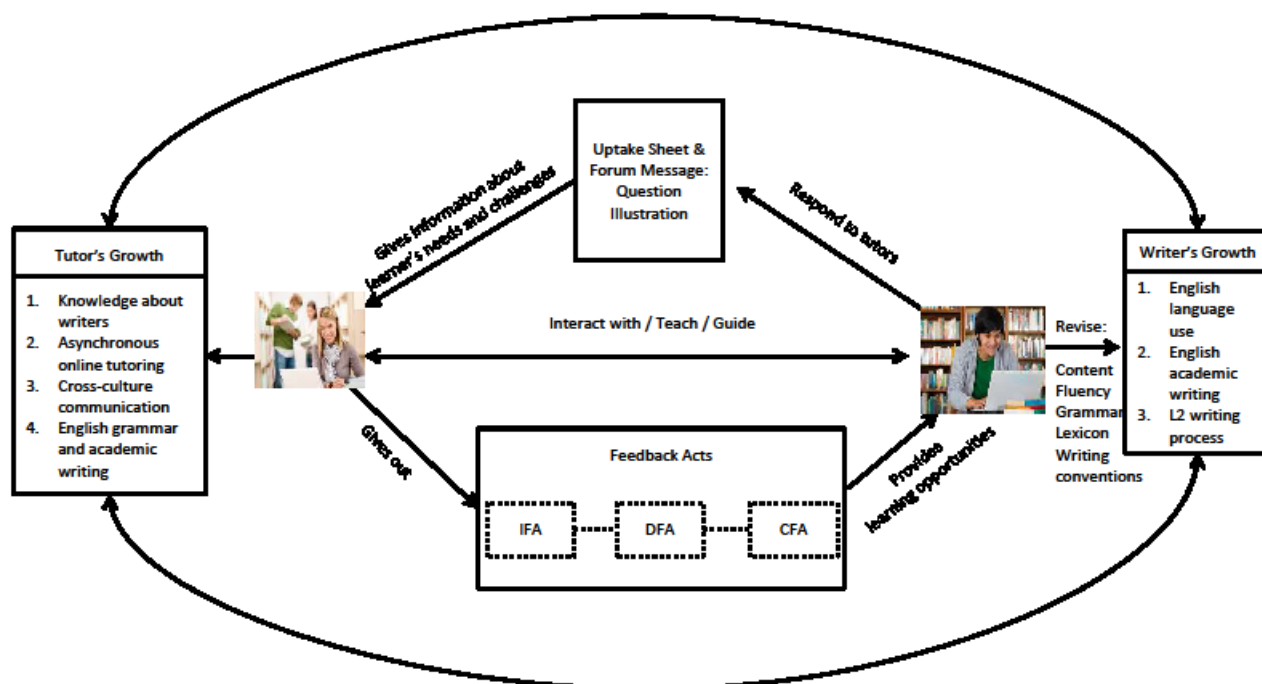 Uptake Sheet &
Forum Message:
Question
Illustration
Gives information about
learner's needs and challenges
Respond to tutors
Tutor's Growth
1. Knowledge about
writers
2. Asynchronous
online tutoring
3. Cross-culture
communication
4. English grammar
and academic
writing
Interact with / Teach / Guide
Revise:
Content
Fluency
Grammar
Lexicon
Writing
conventions
Writer's Growth
1. English
language
use
2. English
academic
writing
3. L2 writing
process
Gives out
Feedback Acts
IFA
DFA
CFA
Provides
learning opportunities